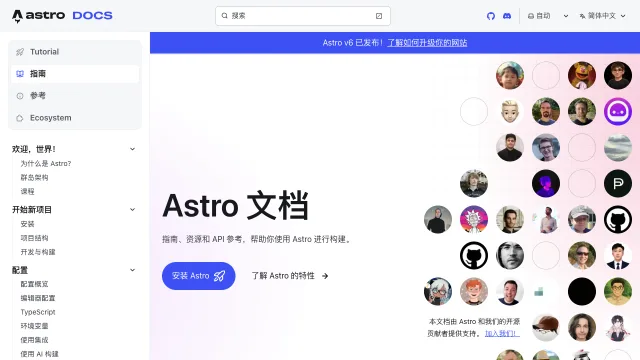 astro DOCS
搜索
自动
简体中文
Tutorial
指南
参考
Ecosystem
欢迎，世界！
为什么是 Astro?
群岛架构
课程
开始新项目
安装
项目结构
开发与构建
配置
配置概览
编辑器配置
TypeScript
环境变量
使用集成
使用 AI 构建
Astro v6 已发布！了解如何升级你的网站
Astro 文档
指南、资源和 API 参考，帮助你使用 Astro 进行构建。
安装 Astro
了解 Astro 的特性
本文档由 Astro 和我们的开源
贡献者提供支持。 加入我们！